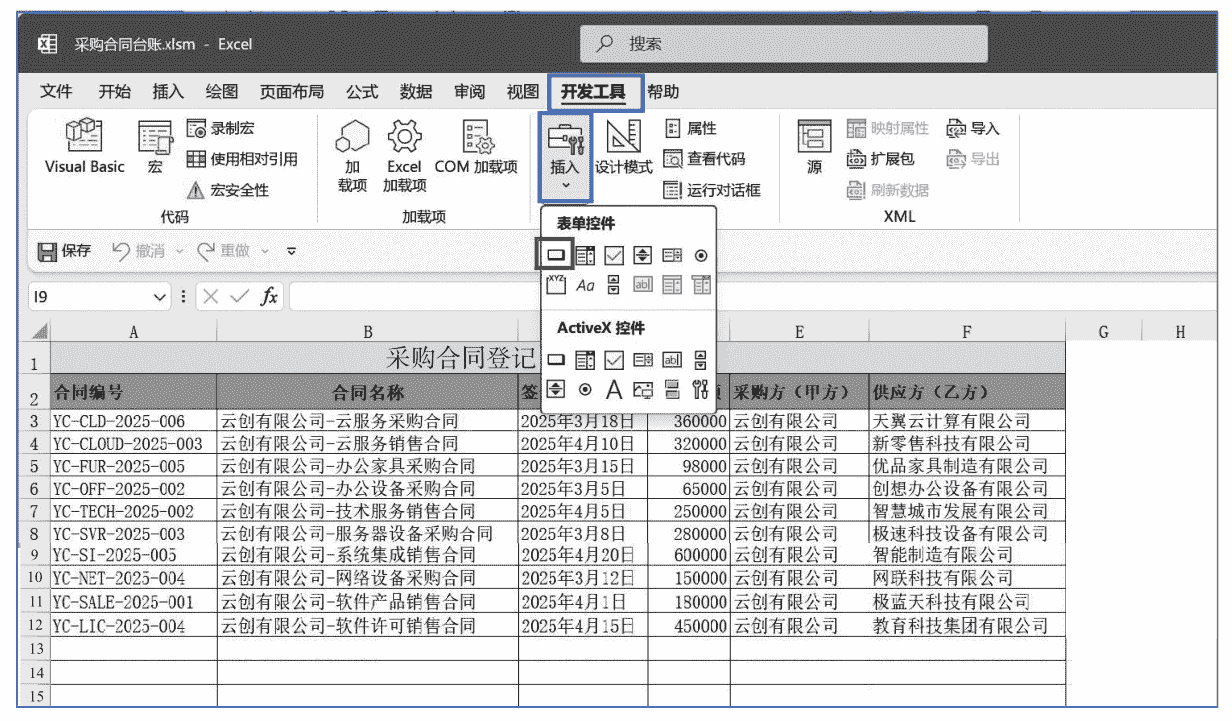 采购合同台账.xlsm - Excel
搜索
文件 开始 插入 绘图 页面布局 公式 数据 审阅 视图 开发工具 帮助
Visual Basic
宏
录制宏
使用相对引用
宏安全性
代码
加
载项
Excel
加载项
COM 加载项
加载项
插入
设计模式
属性
查看代码
运行对话框
源
映射属性
扩展包
刷新数据
导入
导出
XML
保存 撤消 重做
表单控件
XYZ
Aa
abl
ActiveX 控件
abl
A
I9
fx
A B E F G H
1 采购合同登记
2 合同编号 合同名称 签 采购方（甲方） 供应方（乙方）
3 YC-CLD-2025-006 云创有限公司-云服务采购合同 2025年3月18日 360000 云创有限公司 天翼云计算有限公司
4 YC-CLOUD-2025-003 云创有限公司-云服务销售合同 2025年4月10日 320000 云创有限公司 新零售科技有限公司
5 YC-FUR-2025-005 云创有限公司-办公家具采购合同 2025年3月15日 98000 云创有限公司 优品家具制造有限公司
6 YC-OFF-2025-002 云创有限公司-办公设备采购合同 2025年3月5日 65000 云创有限公司 创想办公设备有限公司
7 YC-TECH-2025-002 云创有限公司-技术服务销售合同 2025年4月5日 250000 云创有限公司 智慧城市发展有限公司
8 YC-SVR-2025-003 云创有限公司-服务器设备采购合同 2025年3月8日 280000 云创有限公司 极速科技设备有限公司
9 YC-SI-2025-005 云创有限公司-系统集成销售合同 2025年4月20日 600000 云创有限公司 智能制造有限公司
10 YC-NET-2025-004 云创有限公司-网络设备采购合同 2025年3月12日 150000 云创有限公司 网联科技有限公司
11 YC-SALE-2025-001 云创有限公司-软件产品销售合同 2025年4月1日 180000 云创有限公司 极蓝天科技有限公司
12 YC-LIC-2025-004 云创有限公司-软件许可销售合同 2025年4月15日 450000 云创有限公司 教育科技集团有限公司
13
14
15